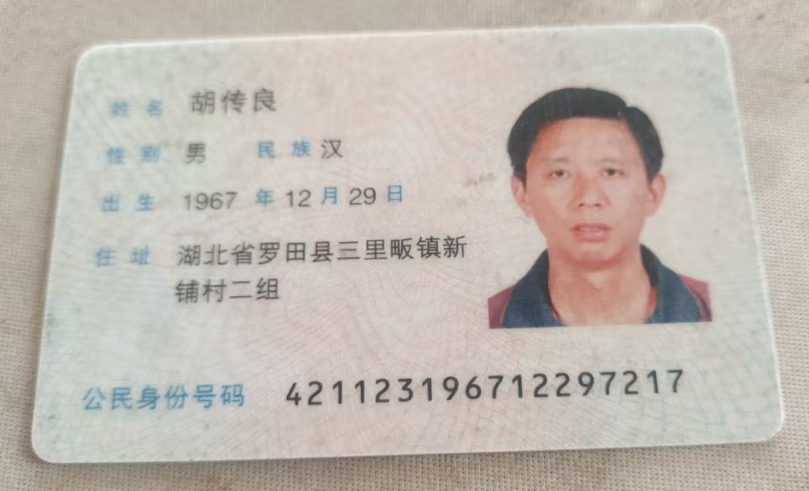 姓名 胡传良
性别 男 民族 汉
出生 1967 年 12 月 29 日
住址 湖北省罗田县三里畈镇新
铺村二组
公民身份号码 421123196712297217